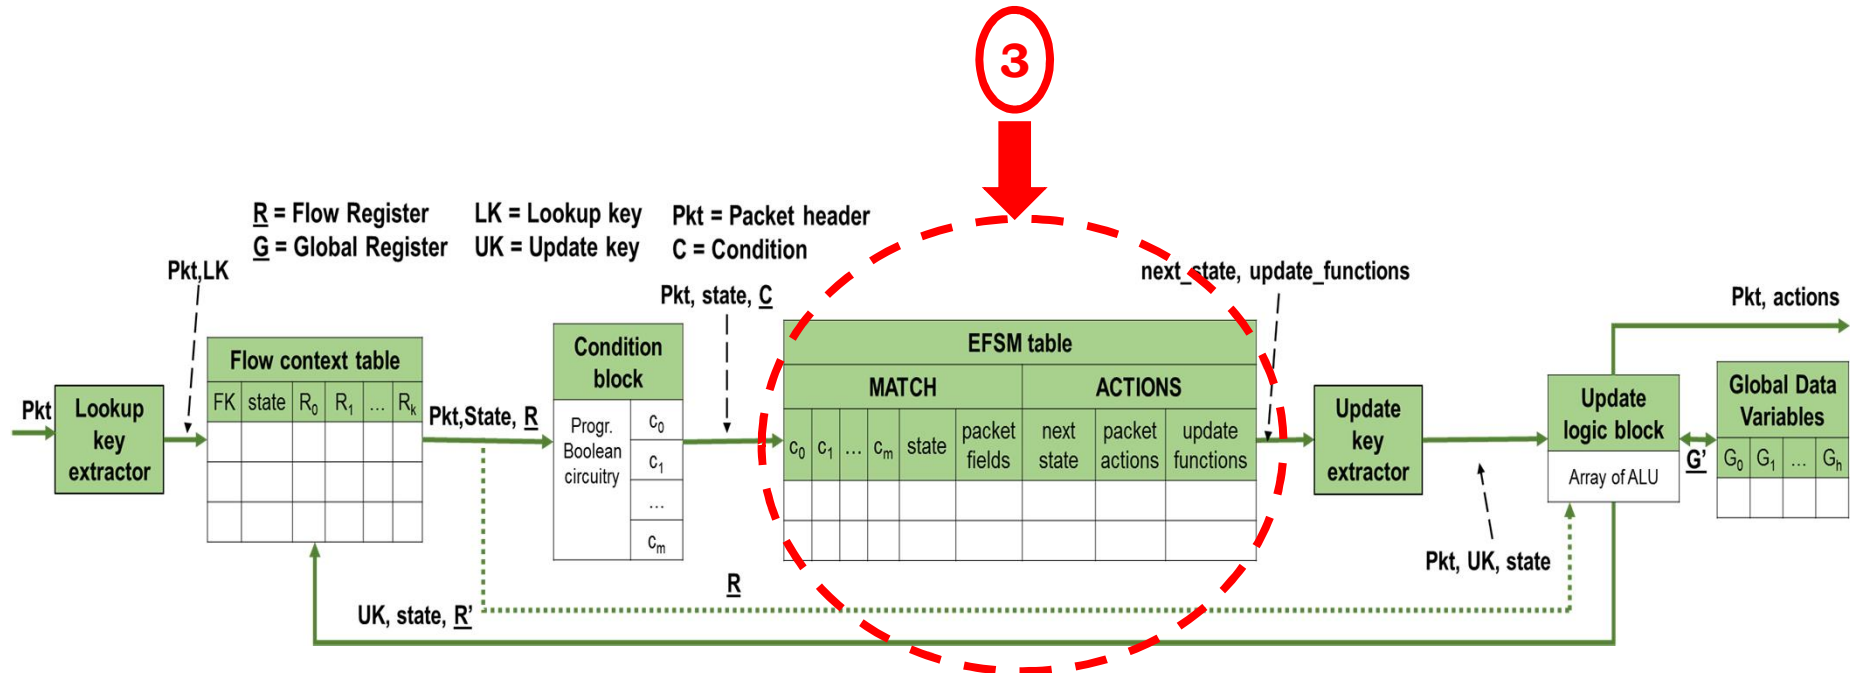 3
R = Flow Register
LK = Lookup key
Pkt = Packet header
G = Global Register
UK = Update key
C = Condition
Pkt,LK
next_state, update_functions
Pkt, state, C
Pkt, actions
Pkt
Lookup
key
extractor
Flow context table
FK state R0 R1 ... Rk
Pkt,State, R
Condition
block
Progr.
Boolean
circuitry
c0
c1
...
cm
EFSM table
MATCH
ACTIONS
c0 c1 ... cm state packet
fields
next
state
packet
actions
update
functions
Update
key
extractor
Update
logic block
Array of ALU
G'
Global Data
Variables
G0 G1 ... Gh
Pkt, UK, state
R
UK, state, R'